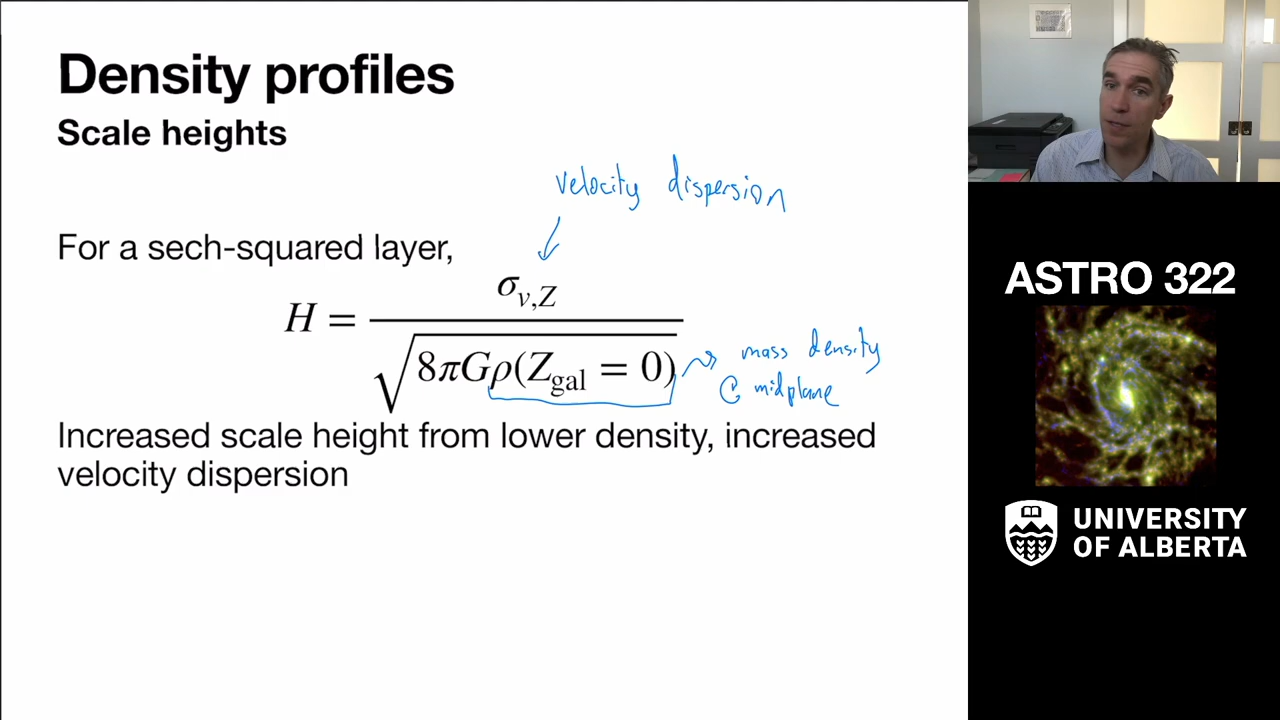 Density profiles
Scale heights
velocity dispersion
For a sech-squared layer,
H = σ_{v,Z} / √(8πGρ(Z_gal = 0))
mass density
@ midplane
Increased scale height from lower density, increased
velocity dispersion
ASTRO 322
UNIVERSITY
OF ALBERTA